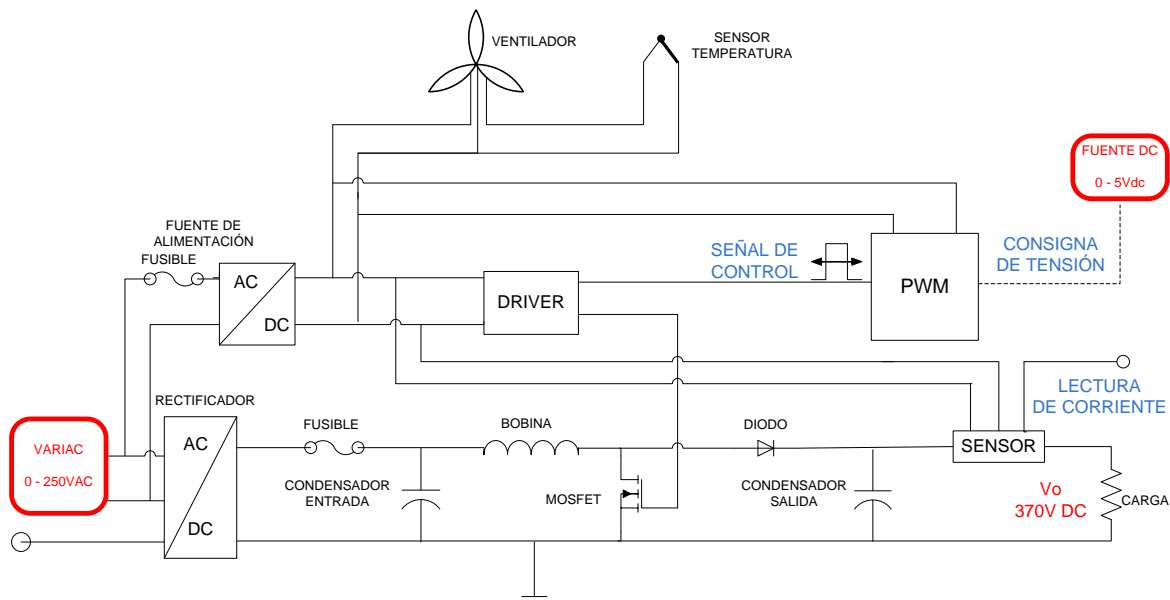 VENTILADOR
SENSOR
TEMPERATURA
FUENTE DC
0 - 5Vdc
FUENTE DE
ALIMENTACIÓN
FUSIBLE
AC
DC
DRIVER
SEÑAL DE
CONTROL
PWM
CONSIGNA
DE TENSIÓN
RECTIFICADOR
VARIAC
0 - 250VAC
AC
DC
FUSIBLE
CONDENSADOR
ENTRADA
BOBINA
MOSFET
DIODO
CONDENSADOR
SALIDA
SENSOR
LECTURA
DE CORRIENTE
Vo
370V DC
CARGA